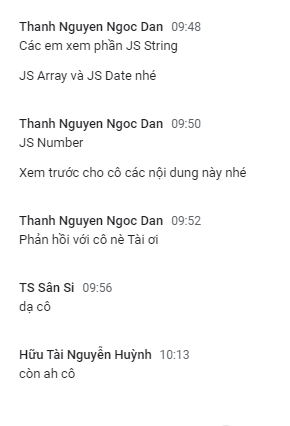 Thanh Nguyen Ngoc Dan 09:48
Các em xem phần JS String
JS Array và JS Date nhé
Thanh Nguyen Ngoc Dan 09:50
JS Number
Xem trước cho cô các nội dung này nhé
Thanh Nguyen Ngoc Dan 09:52
Phản hồi với cô nè Tài ơi
TS Sân Si 09:56
dạ cô
Hữu Tài Nguyễn Huỳnh 10:13
còn ah cô